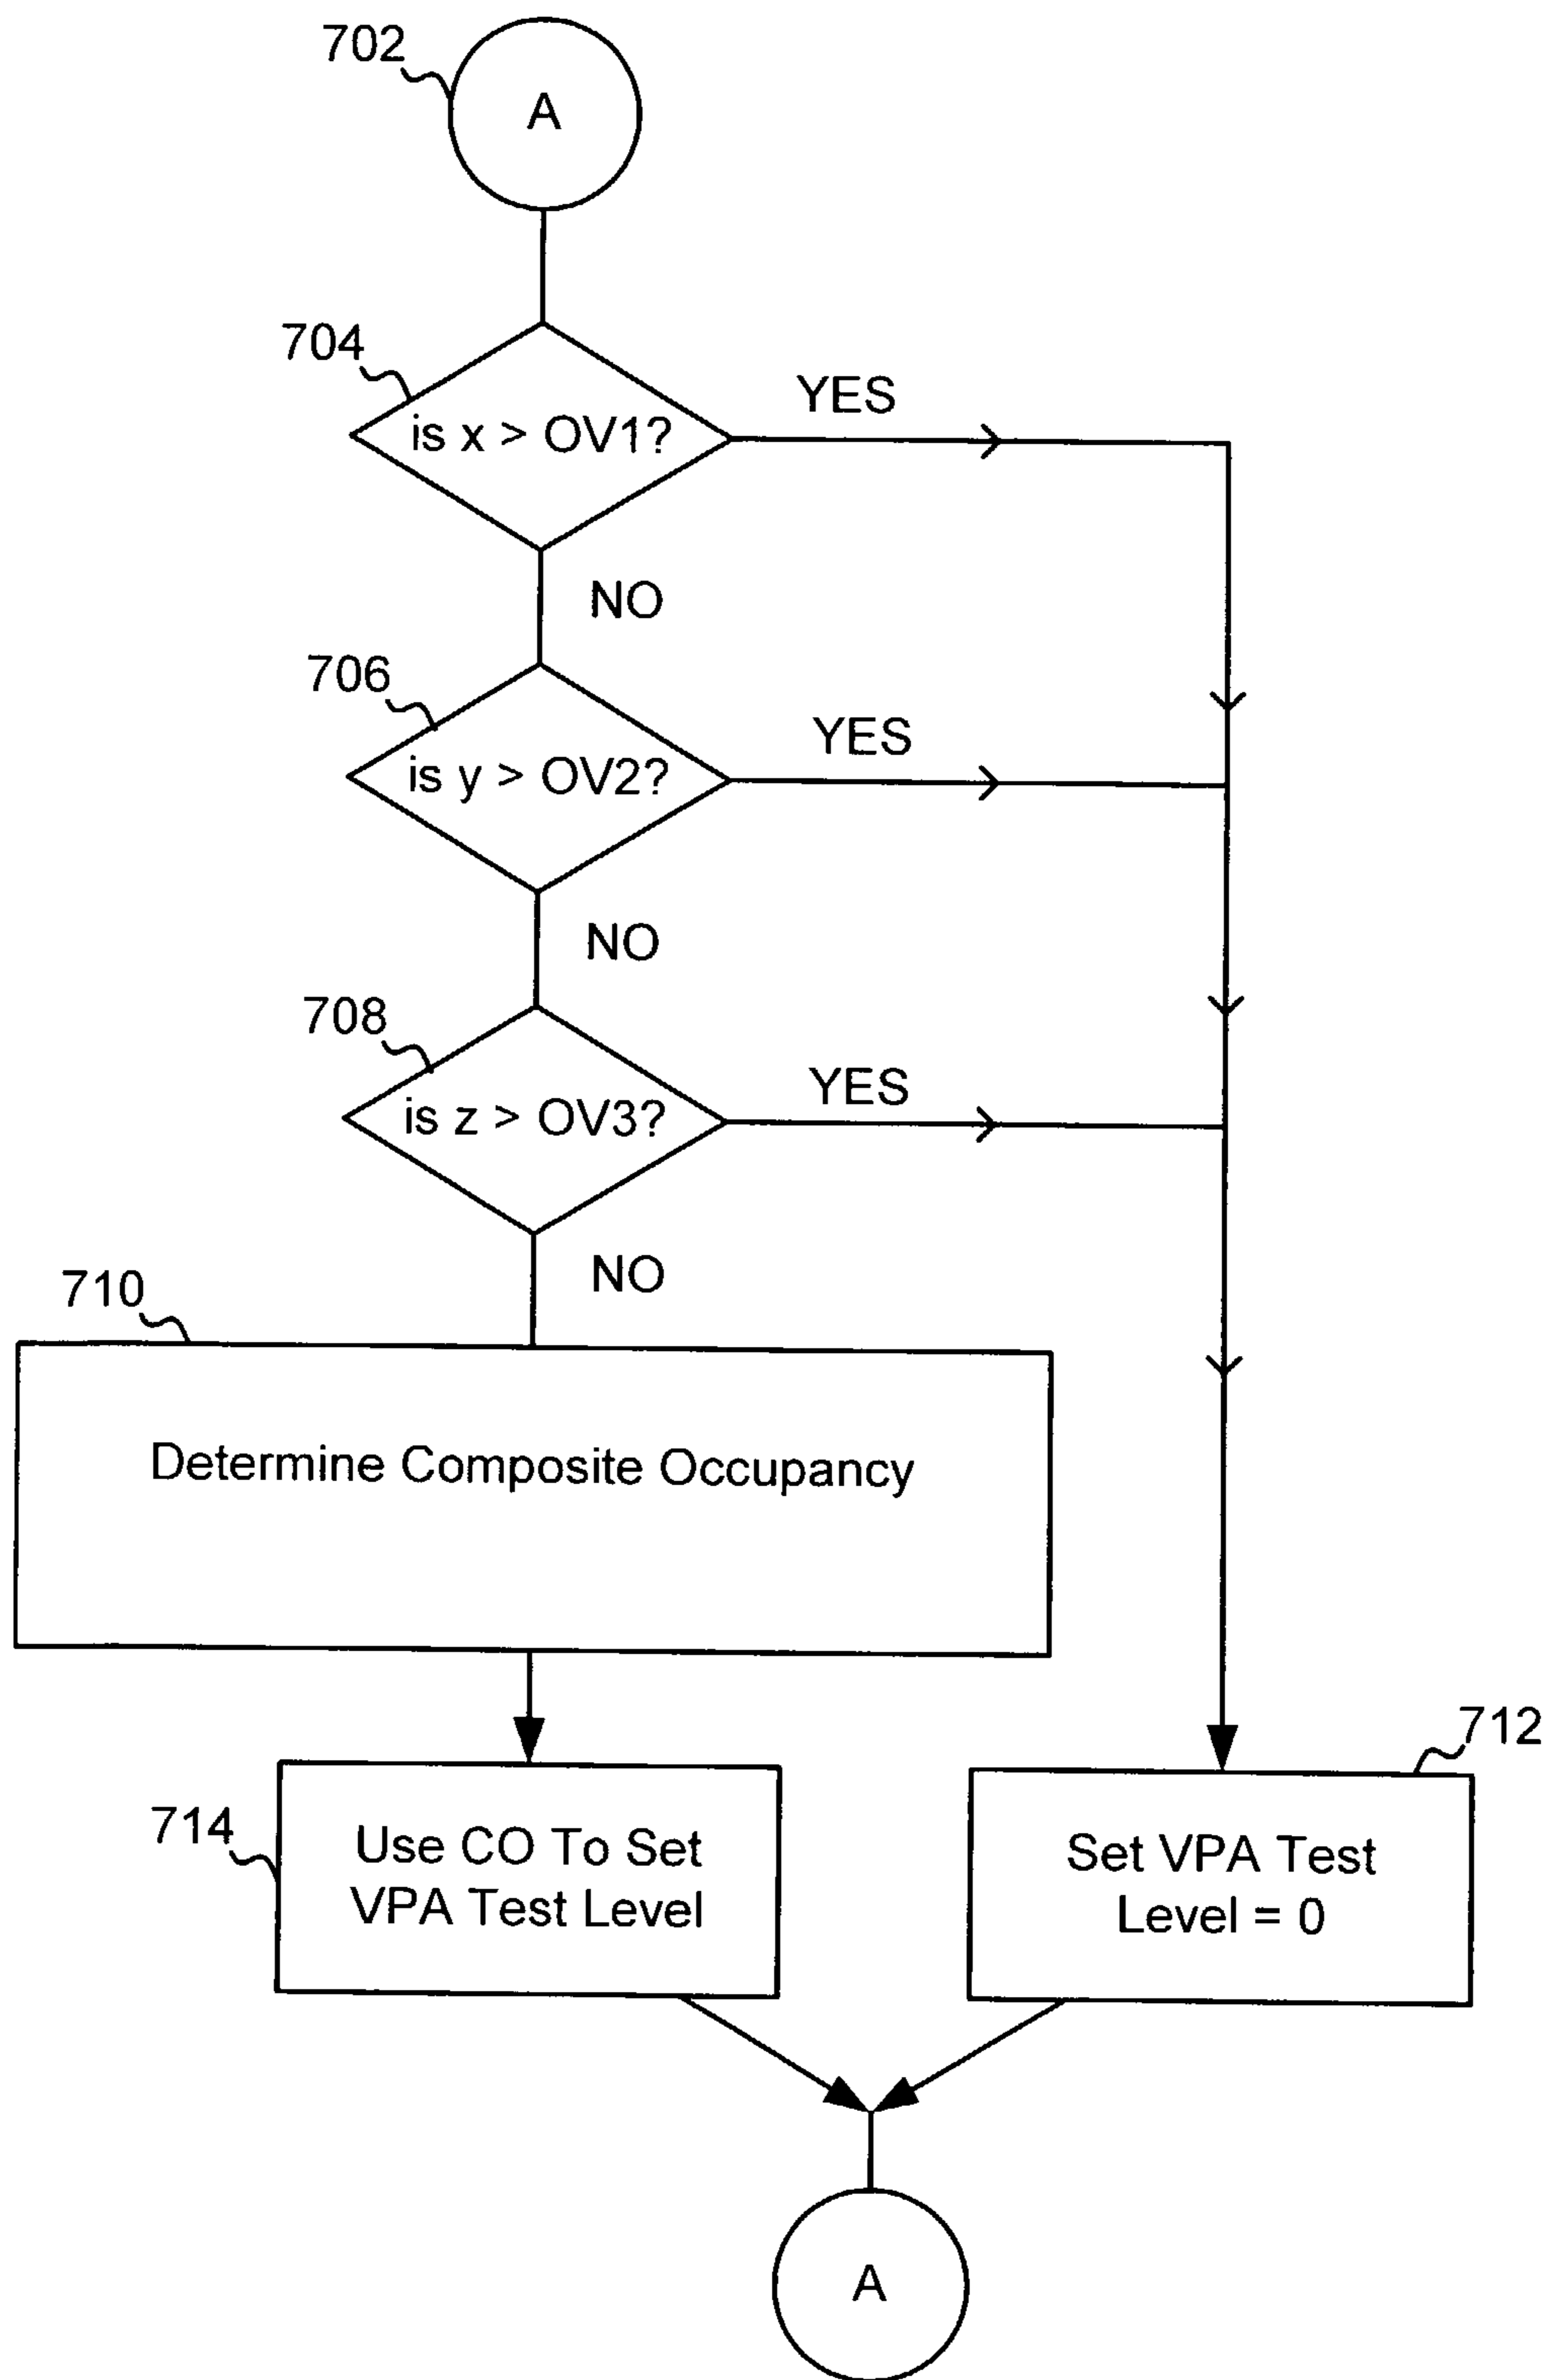 702
A
704
is x > OV1?
YES
NO
706
is y > OV2?
YES
NO
708
is z > OV3?
YES
NO
710
Determine Composite Occupancy
712
714
Use CO To Set
VPA Test Level
Set VPA Test
Level = 0
A